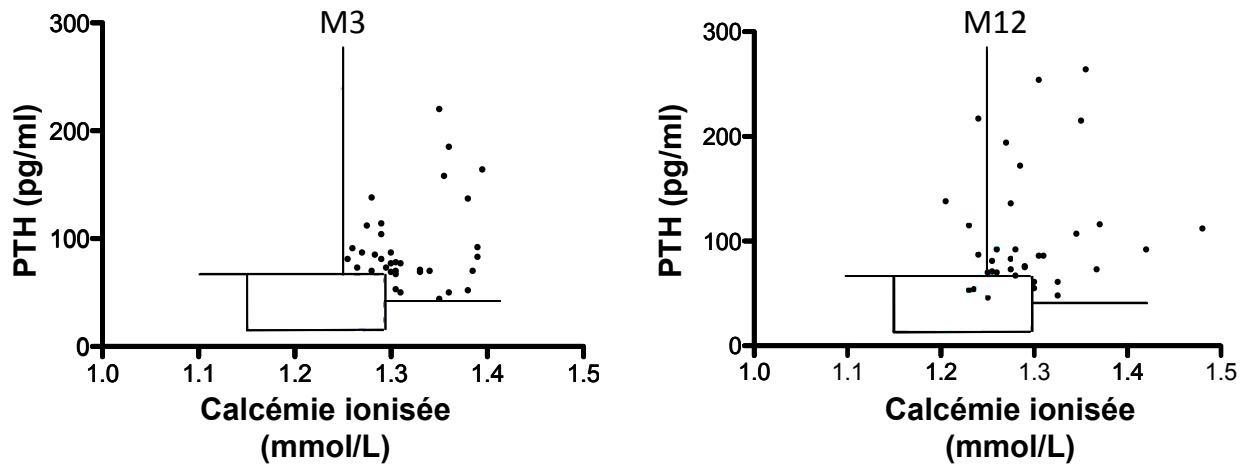 M3
PTH (pg/ml)
300
200
100
0
1.0 1.1 1.2 1.3 1.4 1.5
Calcémie ionisée
(mmol/L)
M12
PTH (pg/ml)
300
200
100
0
1.0 1.1 1.2 1.3 1.4 1.5
Calcémie ionisée
(mmol/L)